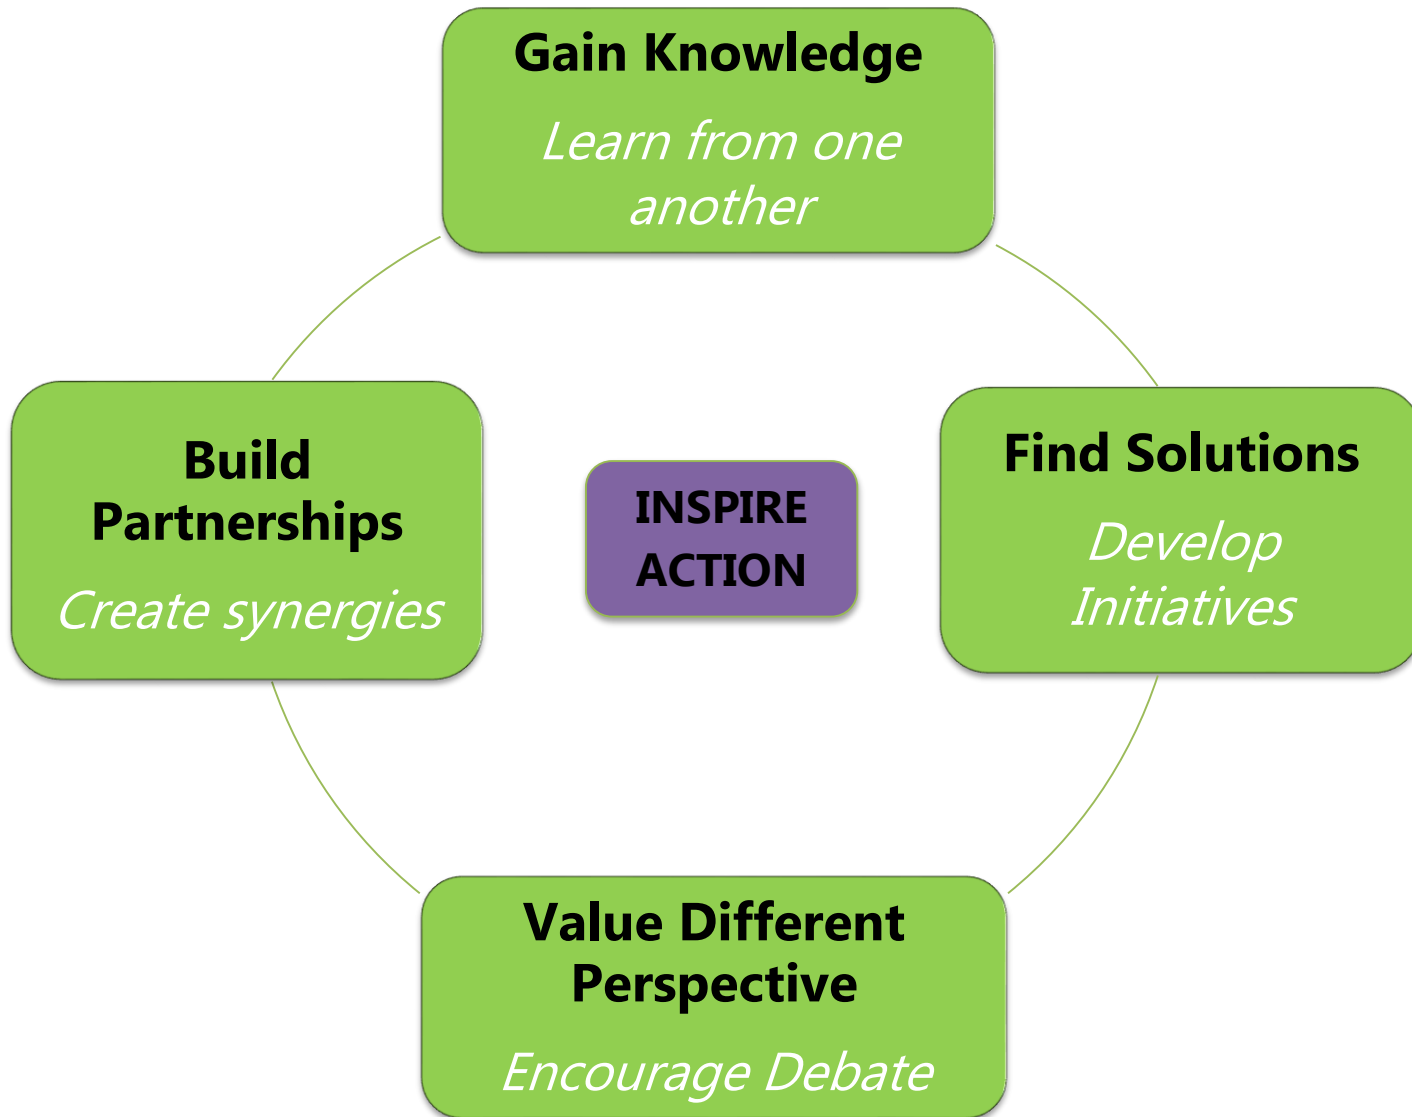 Gain Knowledge
Learn from one
another
Build
Partnerships
Create synergies
INSPIRE
ACTION
Find Solutions
Develop
Initiatives
Value Different
Perspective
Encourage Debate